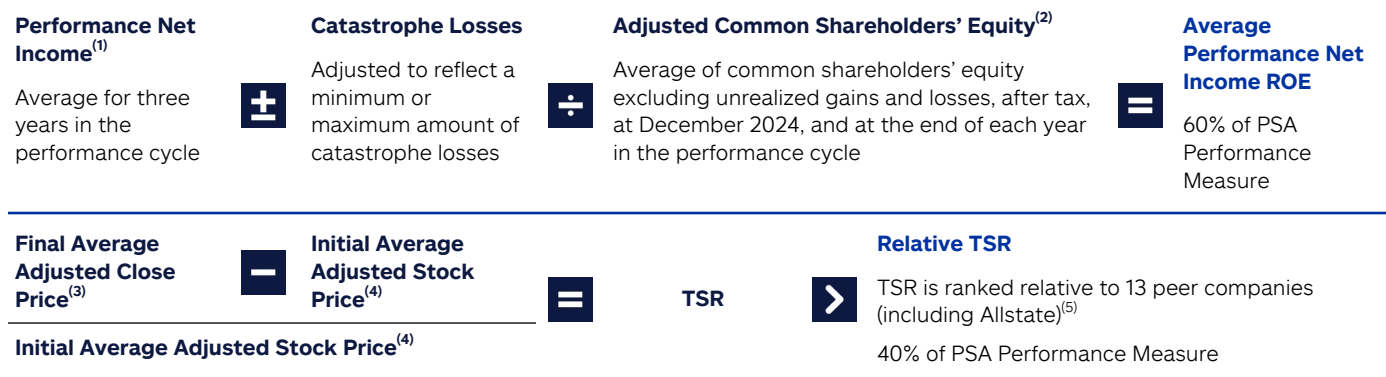 Performance Net
Income(1)
Average for three
years in the
performance cycle
±
Catastrophe Losses
Adjusted to reflect a
minimum or
maximum amount of
catastrophe losses
÷
Adjusted Common Shareholders' Equity(2)
Average of common shareholders' equity
excluding unrealized gains and losses, after tax,
at December 2024, and at the end of each year
in the performance cycle
=
Average
Performance Net
Income ROE
60% of PSA
Performance
Measure
Final Average
Adjusted Close
Price(3)
−
Initial Average
Adjusted Stock
Price(4)
Initial Average Adjusted Stock Price(4)
=
TSR
>
Relative TSR
TSR is ranked relative to 13 peer companies
(including Allstate)(5)
40% of PSA Performance Measure